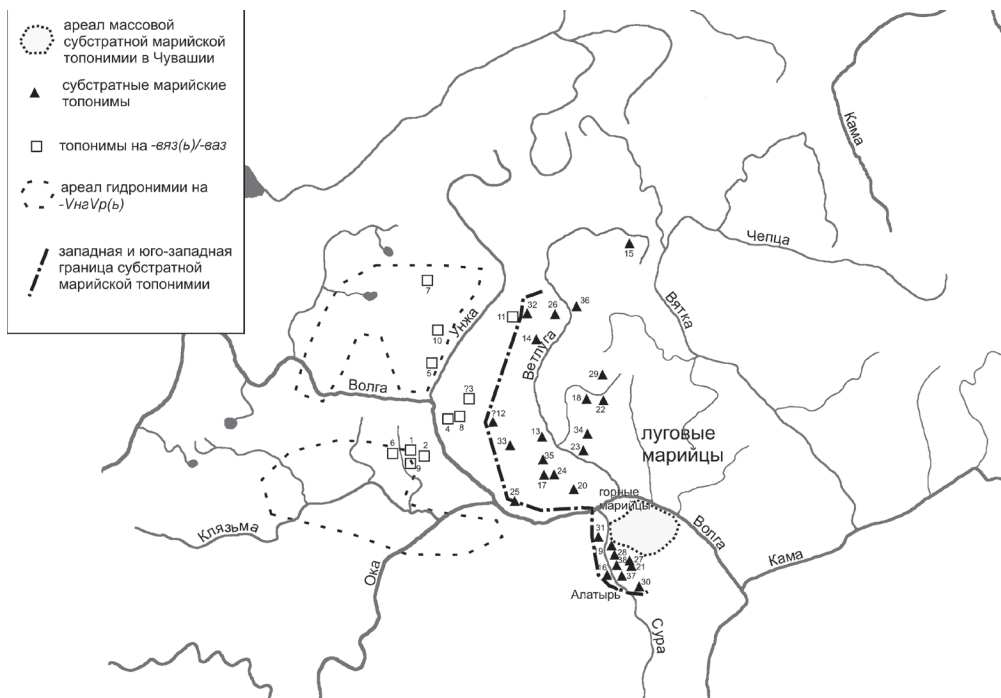 ареал массовой
субстратной марийской
топонимии в Чувашии
субстратные марийские
топонимы
топонимы на -вяз(ь)/-ваз
ареал гидронимии на
-VнгVр(ь)
западная и юго-западная
граница субстратной
марийской топонимии
Кама
Чепца
15
Вятка
7
36
32
26
11
Унжа
10
14
Ветлуга
5
29
Волга
?3
18
22
4
8
?12
13
34
луговые
марийцы
1
6
2
33
23
9
35
17
24
20
горные
марийцы
25
Волга
Клязьма
31
Кама
9
28
27
38
21
Ока
16
37
30
Алатырь
Сура